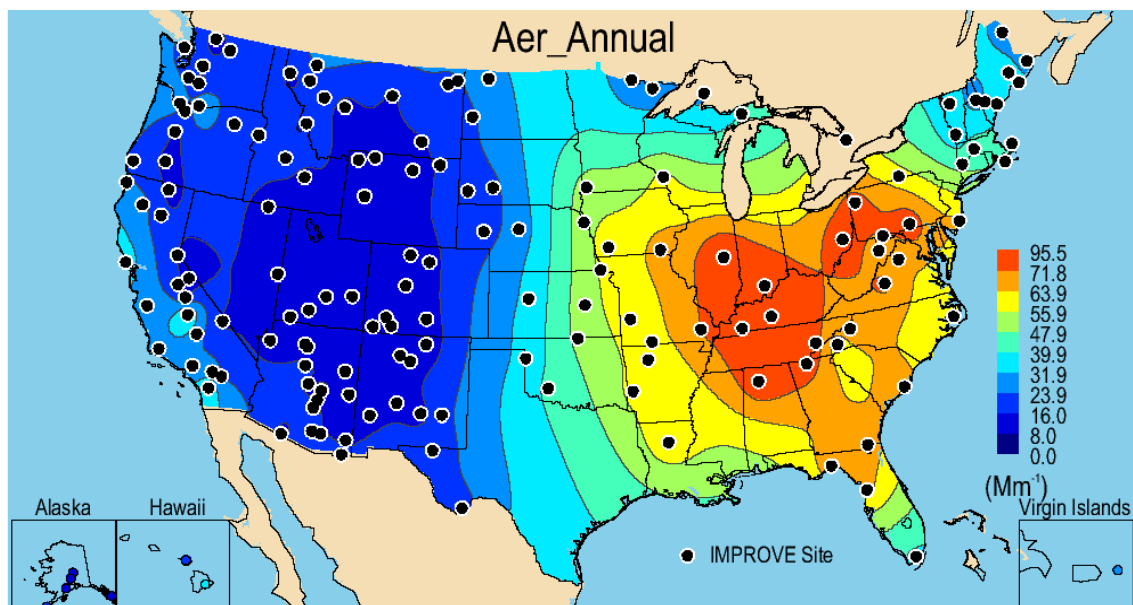 Aer_Annual
95.5
71.8
63.9
55.9
47.9
39.9
31.9
23.9
16.0
8.0
0.0
(Mm⁻¹)
Alaska
Hawaii
Virgin Islands
IMPROVE Site